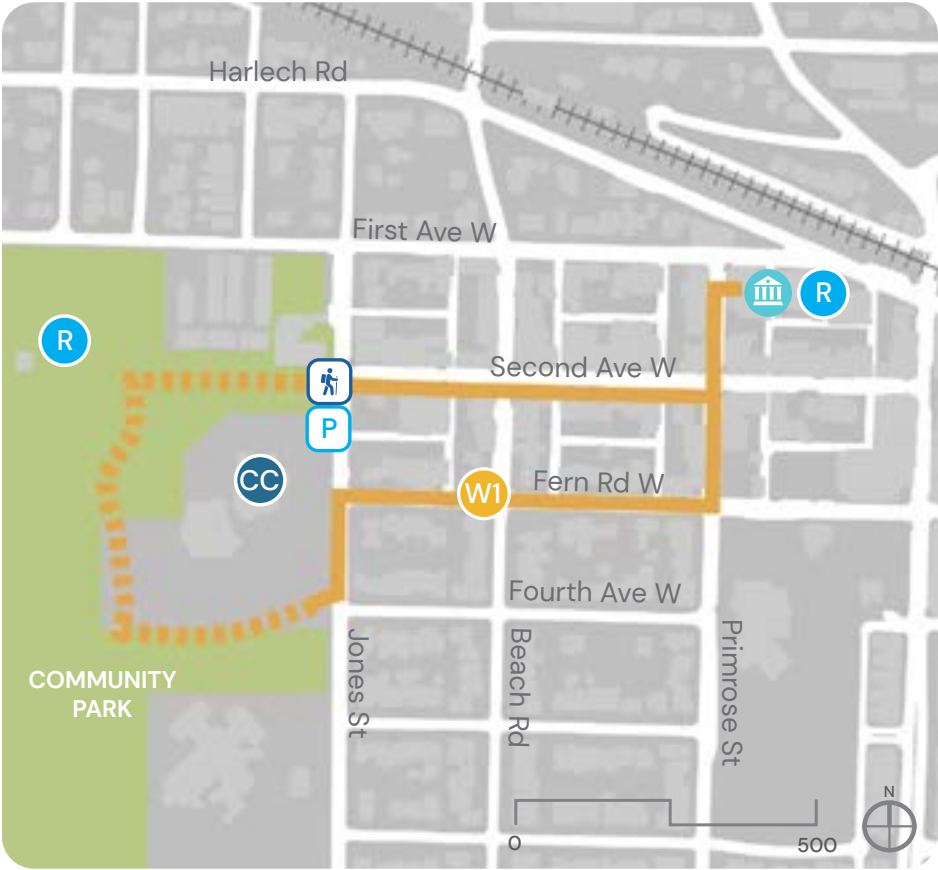 Harlech Rd
First Ave W
R
R
Second Ave W
P
CC
W1
Fern Rd W
Fourth Ave W
Jones St
Beach Rd
Primrose St
COMMUNITY
PARK
N
0
500